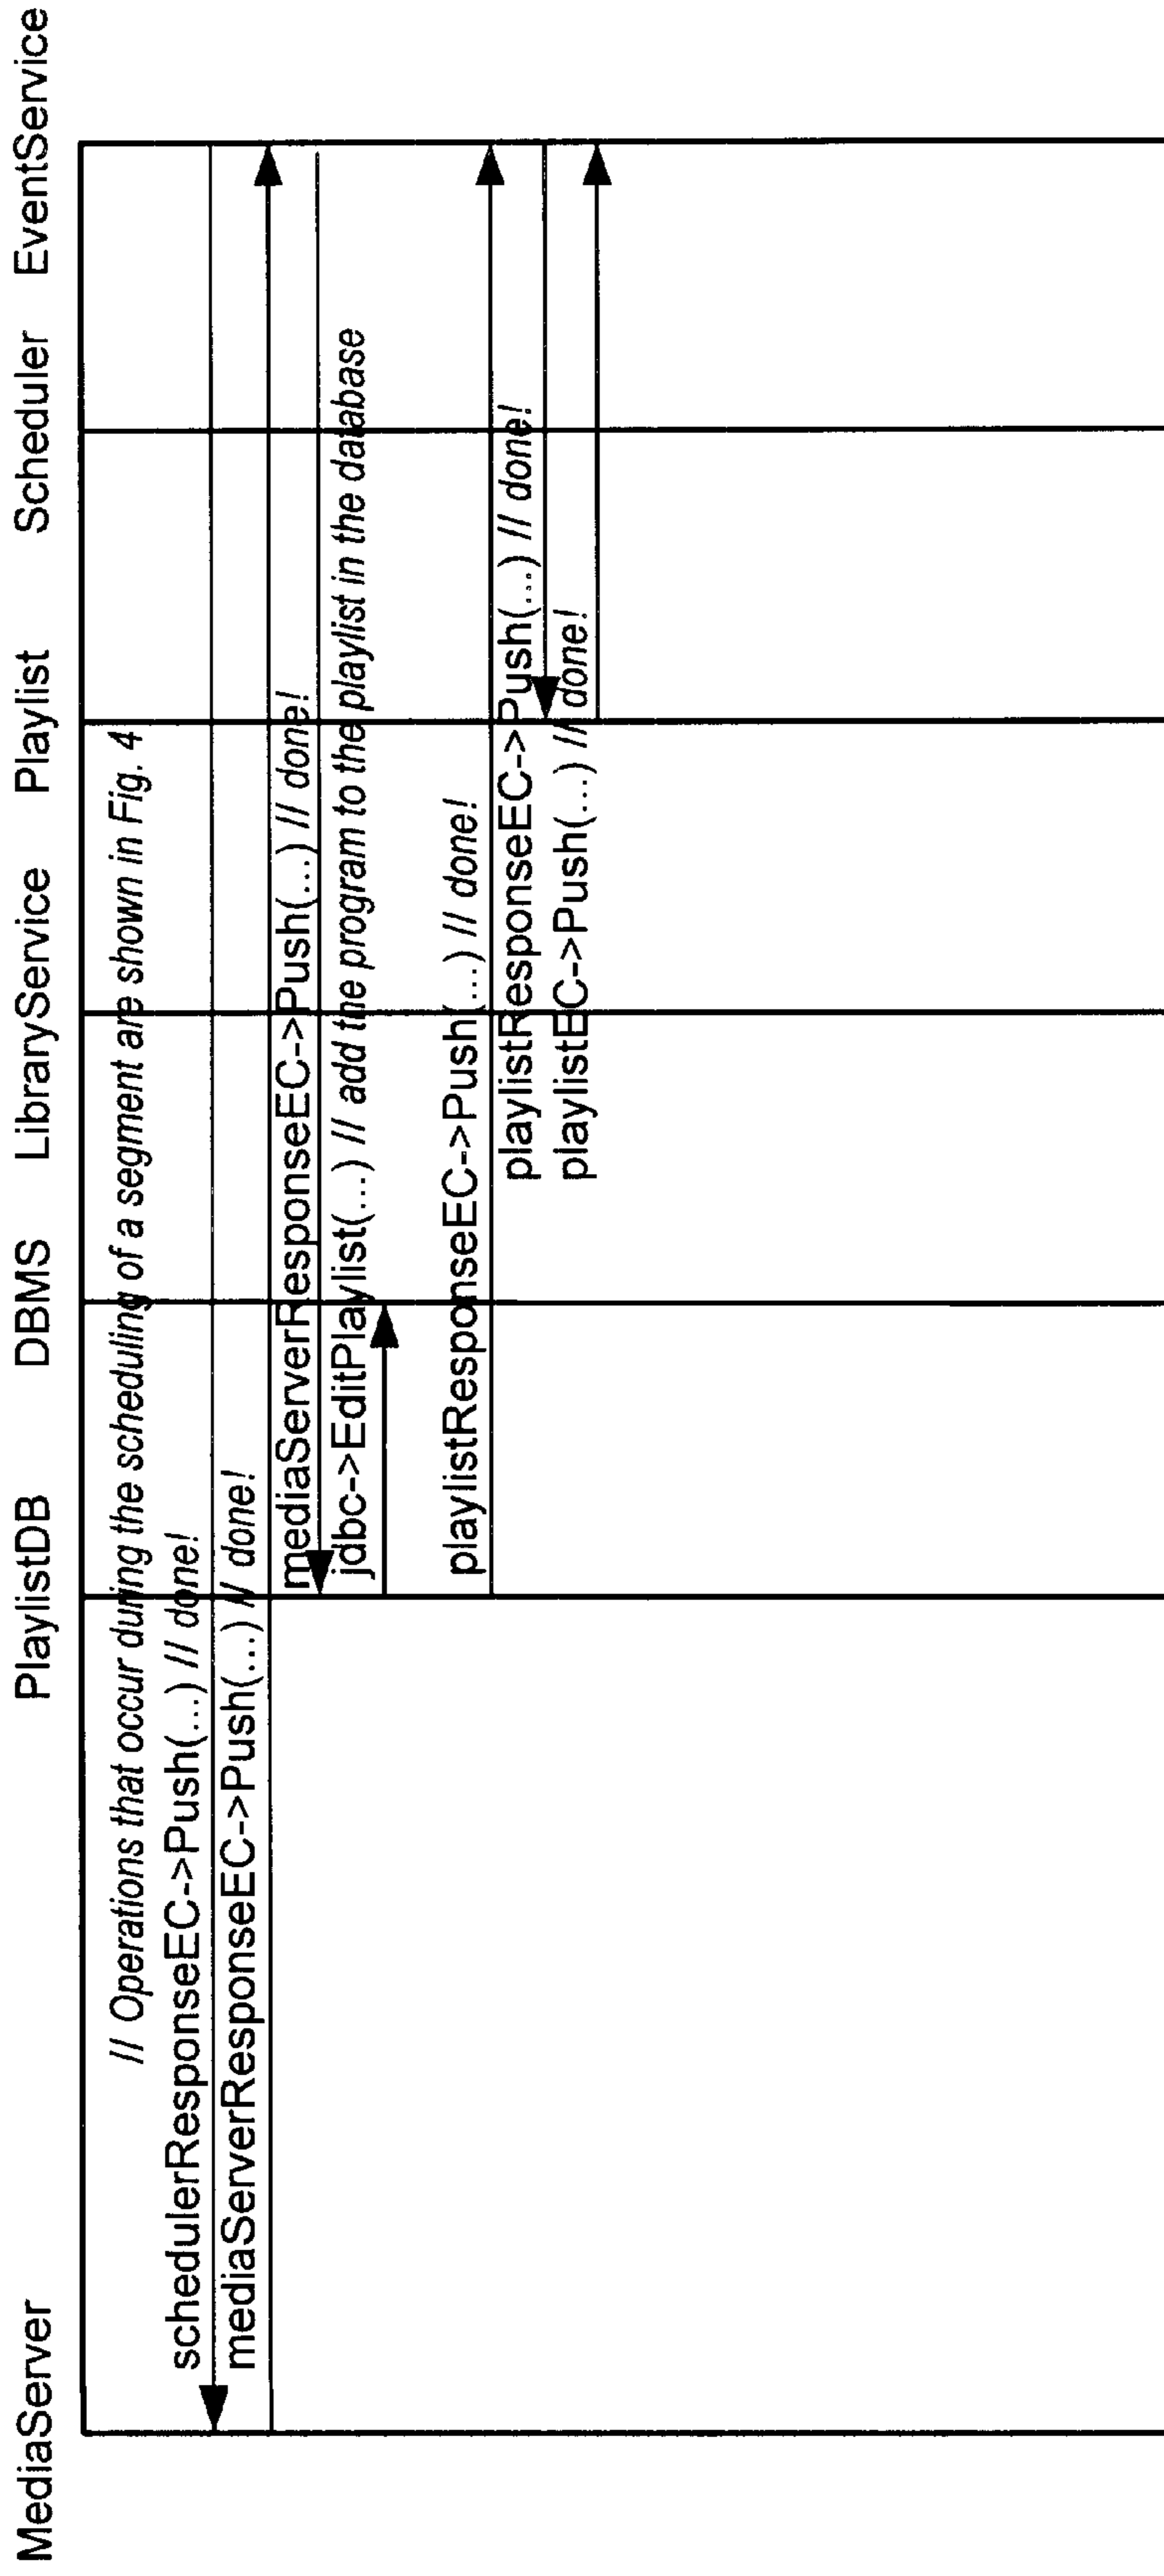 MediaServer PlaylistDB DBMS LibraryService Playlist Scheduler EventService
// Operations that occur during the scheduling of a segment are shown in Fig. 4
schedulerResponseEC->Push(...) // done!
mediaServerResponseEC->Push(...) // done!
mediaServerResponseEC->Push(...) // done!
jdbc->EditPlaylist(...) // add the program to the playlist in the database
playlistResponseEC->Push(...) // done!
playlistResponseEC->Push(...) // done!
playlistEC->Push(...) // done!